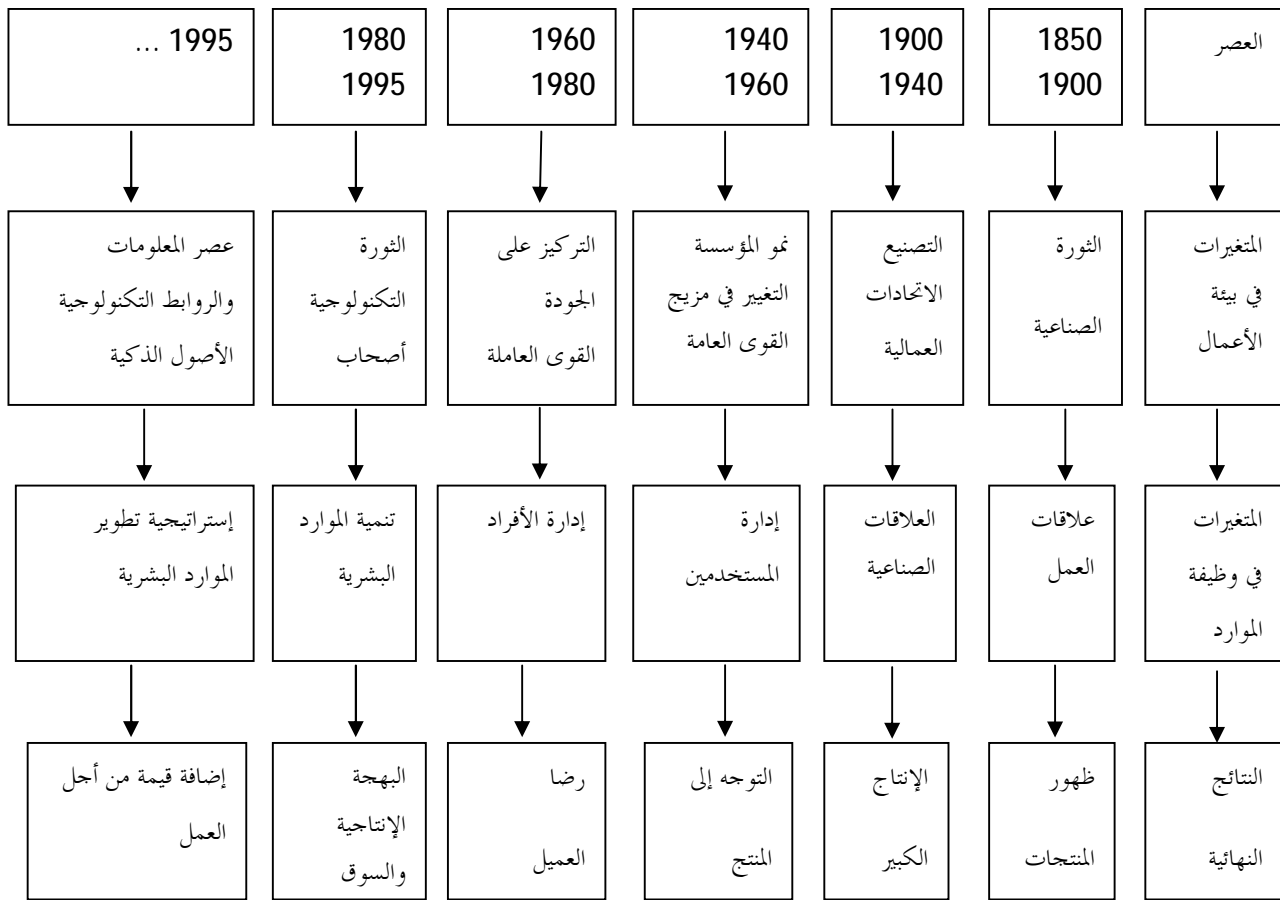 العصر
1850
1900
1900
1940
1940
1960
1960
1980
1980
1995
1995 ...
المتغيرات
في بيئة
الأعمال
الثورة
الصناعية
التصنيع
الاتحادات
العمالية
نمو المؤسسة
التغيير في مزيج
القوى العامة
التركيز على
الجودة
القوى العاملة
الثورة
التكنولوجية
أصحاب
عصر المعلومات
والروابط التكنولوجية
الأصول الذكية
المتغيرات
في وظيفة
الموارد
علاقات
العمل
العلاقات
الصناعية
إدارة
المستخدمين
إدارة الأفراد
تنمية الموارد
البشرية
إستراتيجية تطوير
الموارد البشرية
النتائج
النهائية
ظهور
المنتجات
الإنتاج
الكبير
التوجه إلى
المنتج
رضا
العميل
البهجة
الإنتاجية
والسوق
إضافة قيمة من أجل
العمل